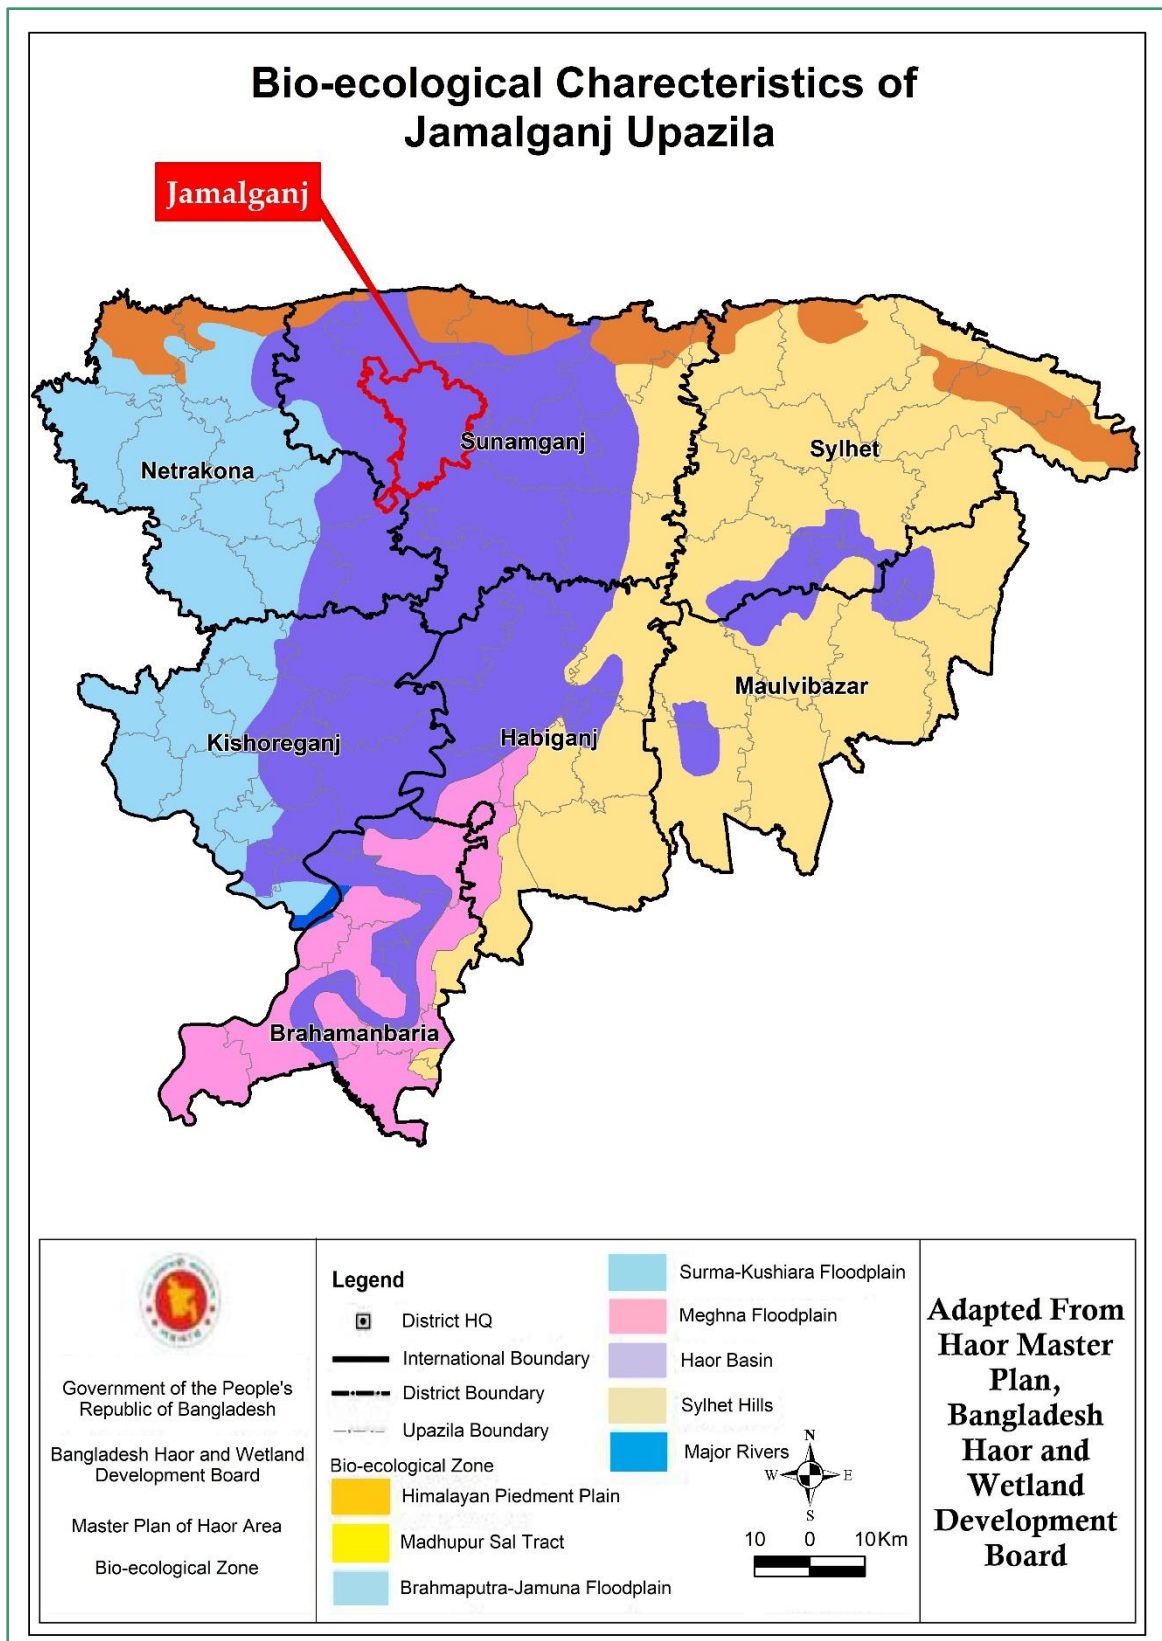 Bio-ecological Charecteristics of
Jamalganj Upazila
Jamalganj
Netrakona
Sunamganj
Sylhet
Kishoreganj
Habiganj
Maulvibazar
Brahamanbaria
Government of the People's
Republic of Bangladesh
Bangladesh Haor and Wetland
Development Board
Master Plan of Haor Area
Bio-ecological Zone
Legend
District HQ
International Boundary
District Boundary
Upazila Boundary
Bio-ecological Zone
Himalayan Piedment Plain
Madhupur Sal Tract
Brahmaputra-Jamuna Floodplain
Surma-Kushiara Floodplain
Meghna Floodplain
Haor Basin
Sylhet Hills
Major Rivers
N
W E
S
10 0 10Km
Adapted From
Haor Master
Plan,
Bangladesh
Haor and
Wetland
Development
Board